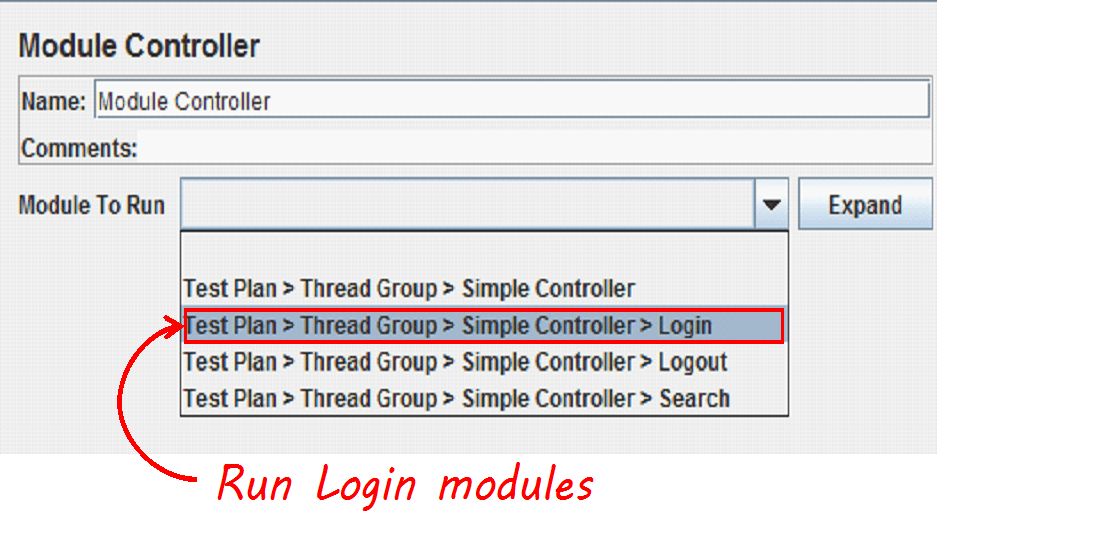 Module Controller
Name: Module Controller
Comments:
Module To Run Expand
Test Plan > Thread Group > Simple Controller
Test Plan > Thread Group > Simple Controller > Login
Test Plan > Thread Group > Simple Controller > Logout
Test Plan > Thread Group > Simple Controller > Search
Run Login modules